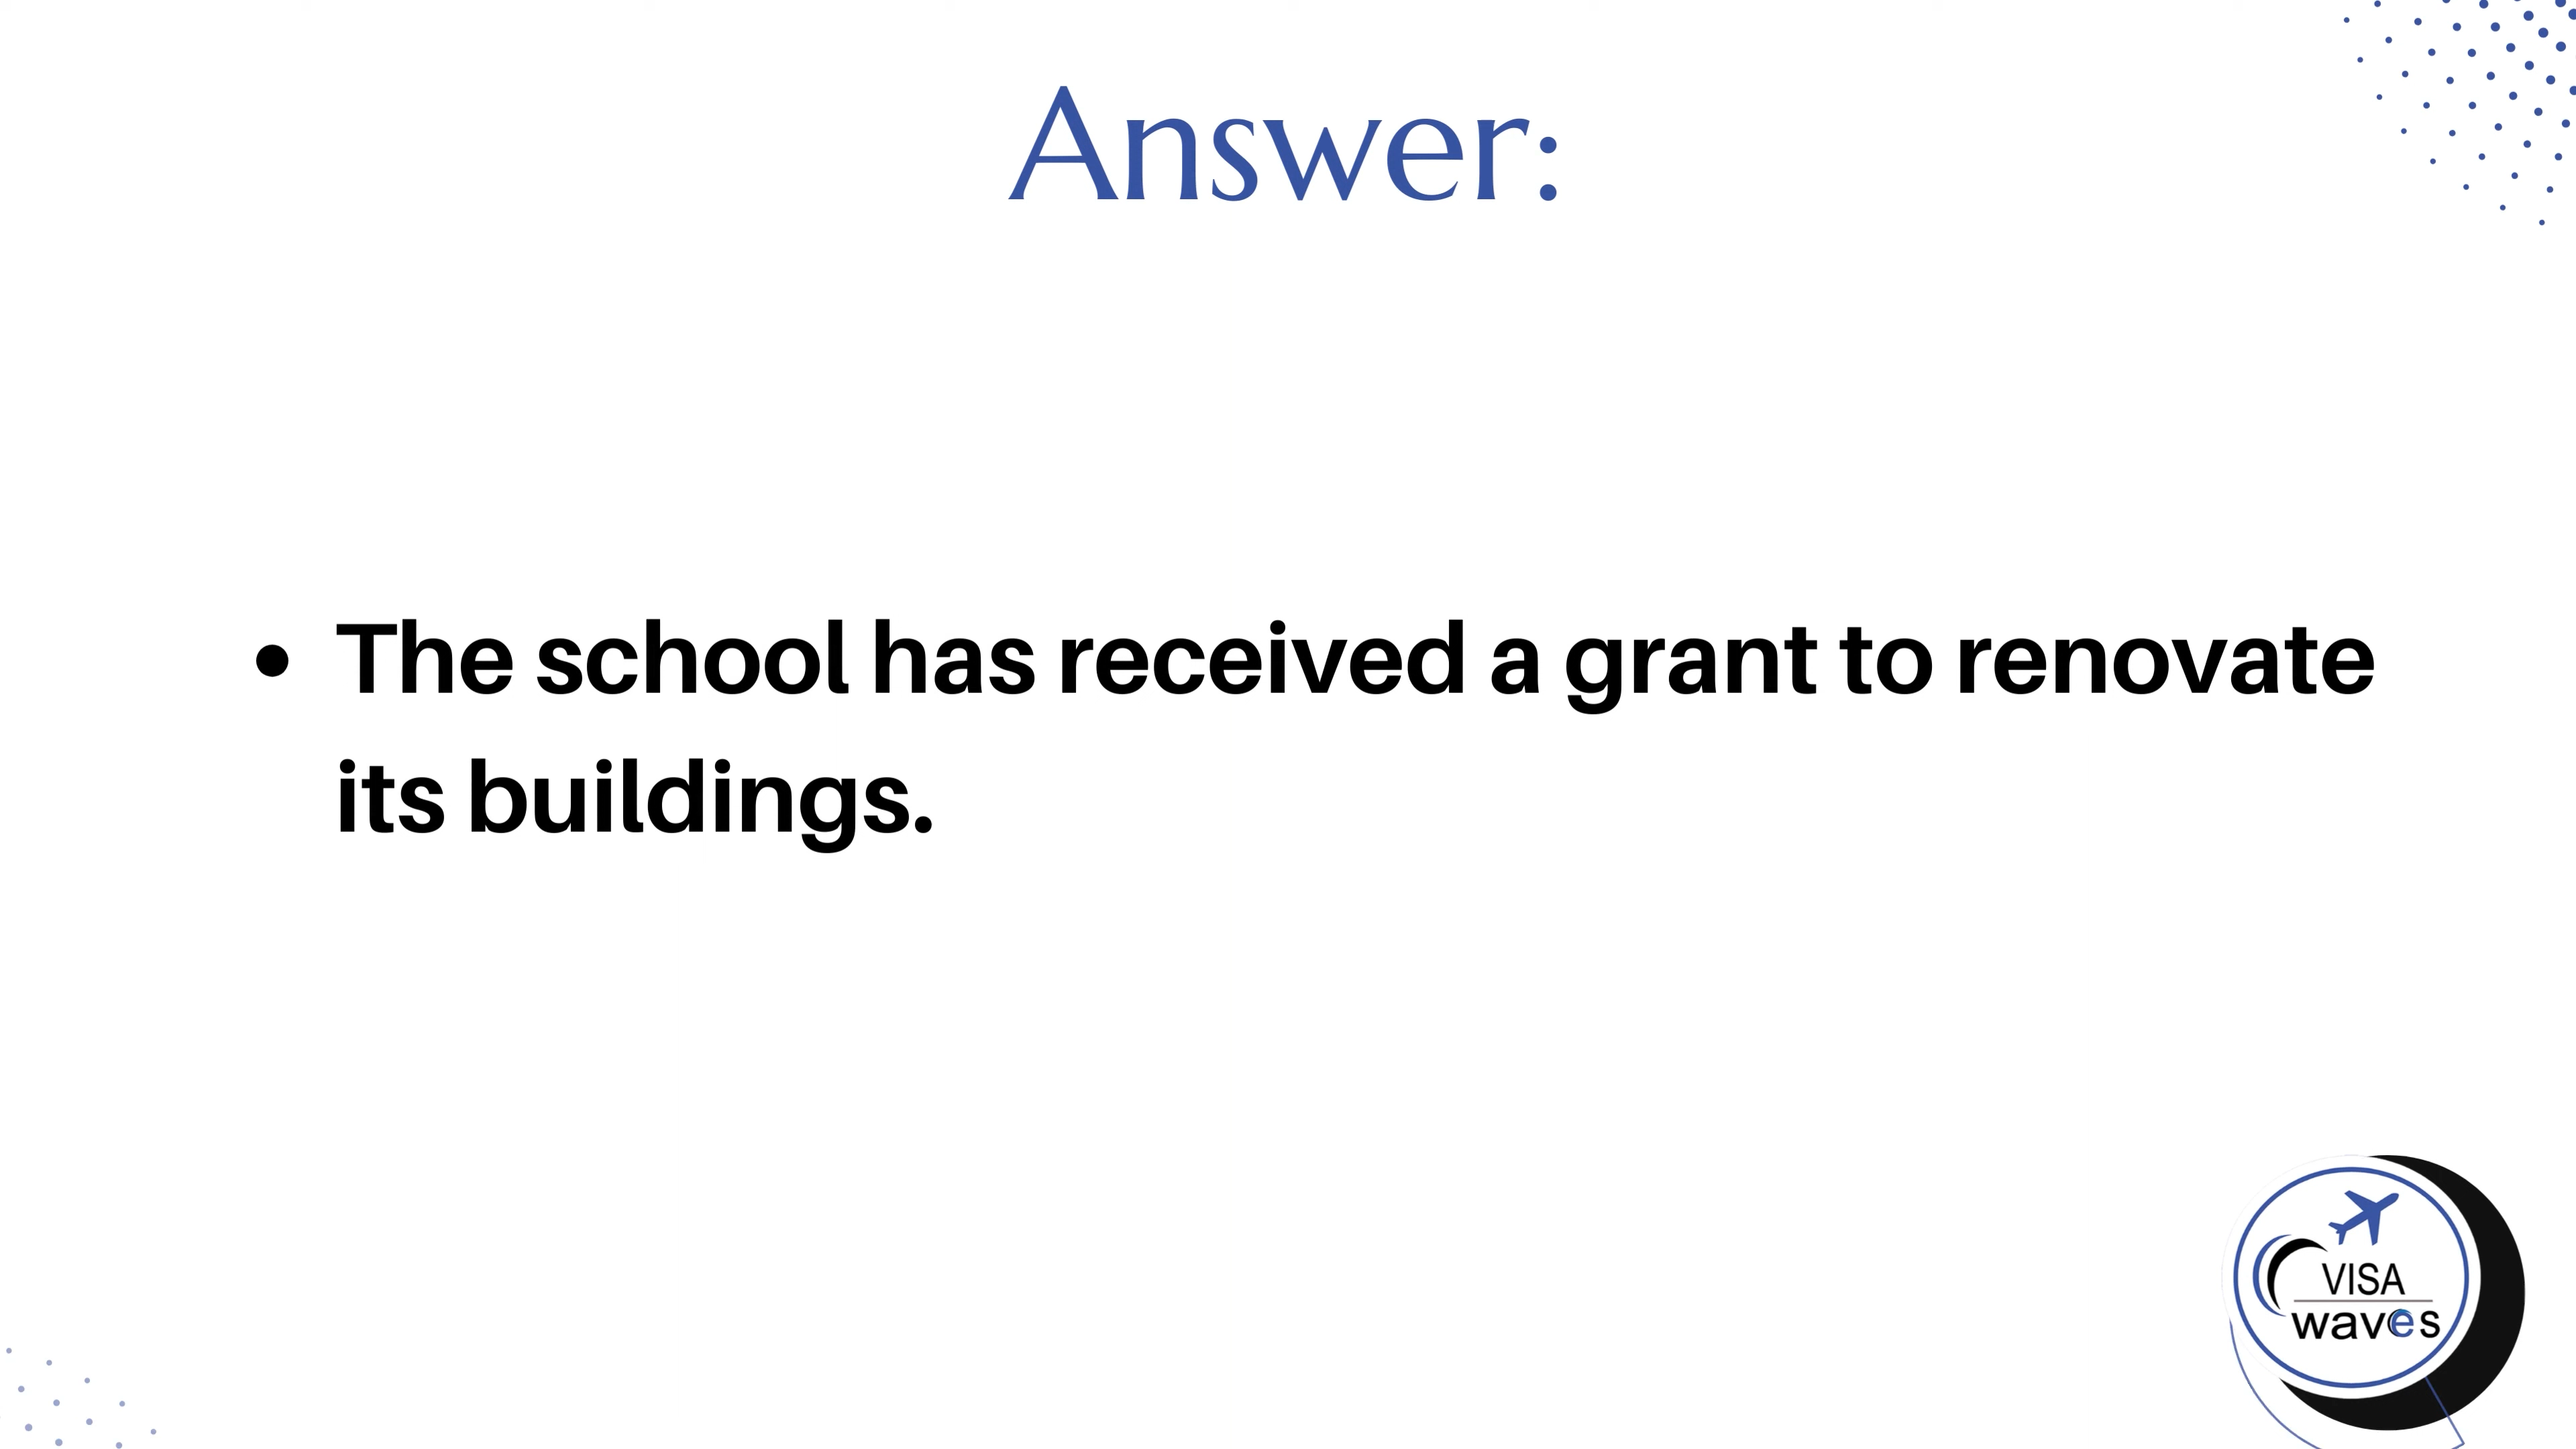 Answer:
• The school has received a grant to renovate
its buildings.
VISA
waves